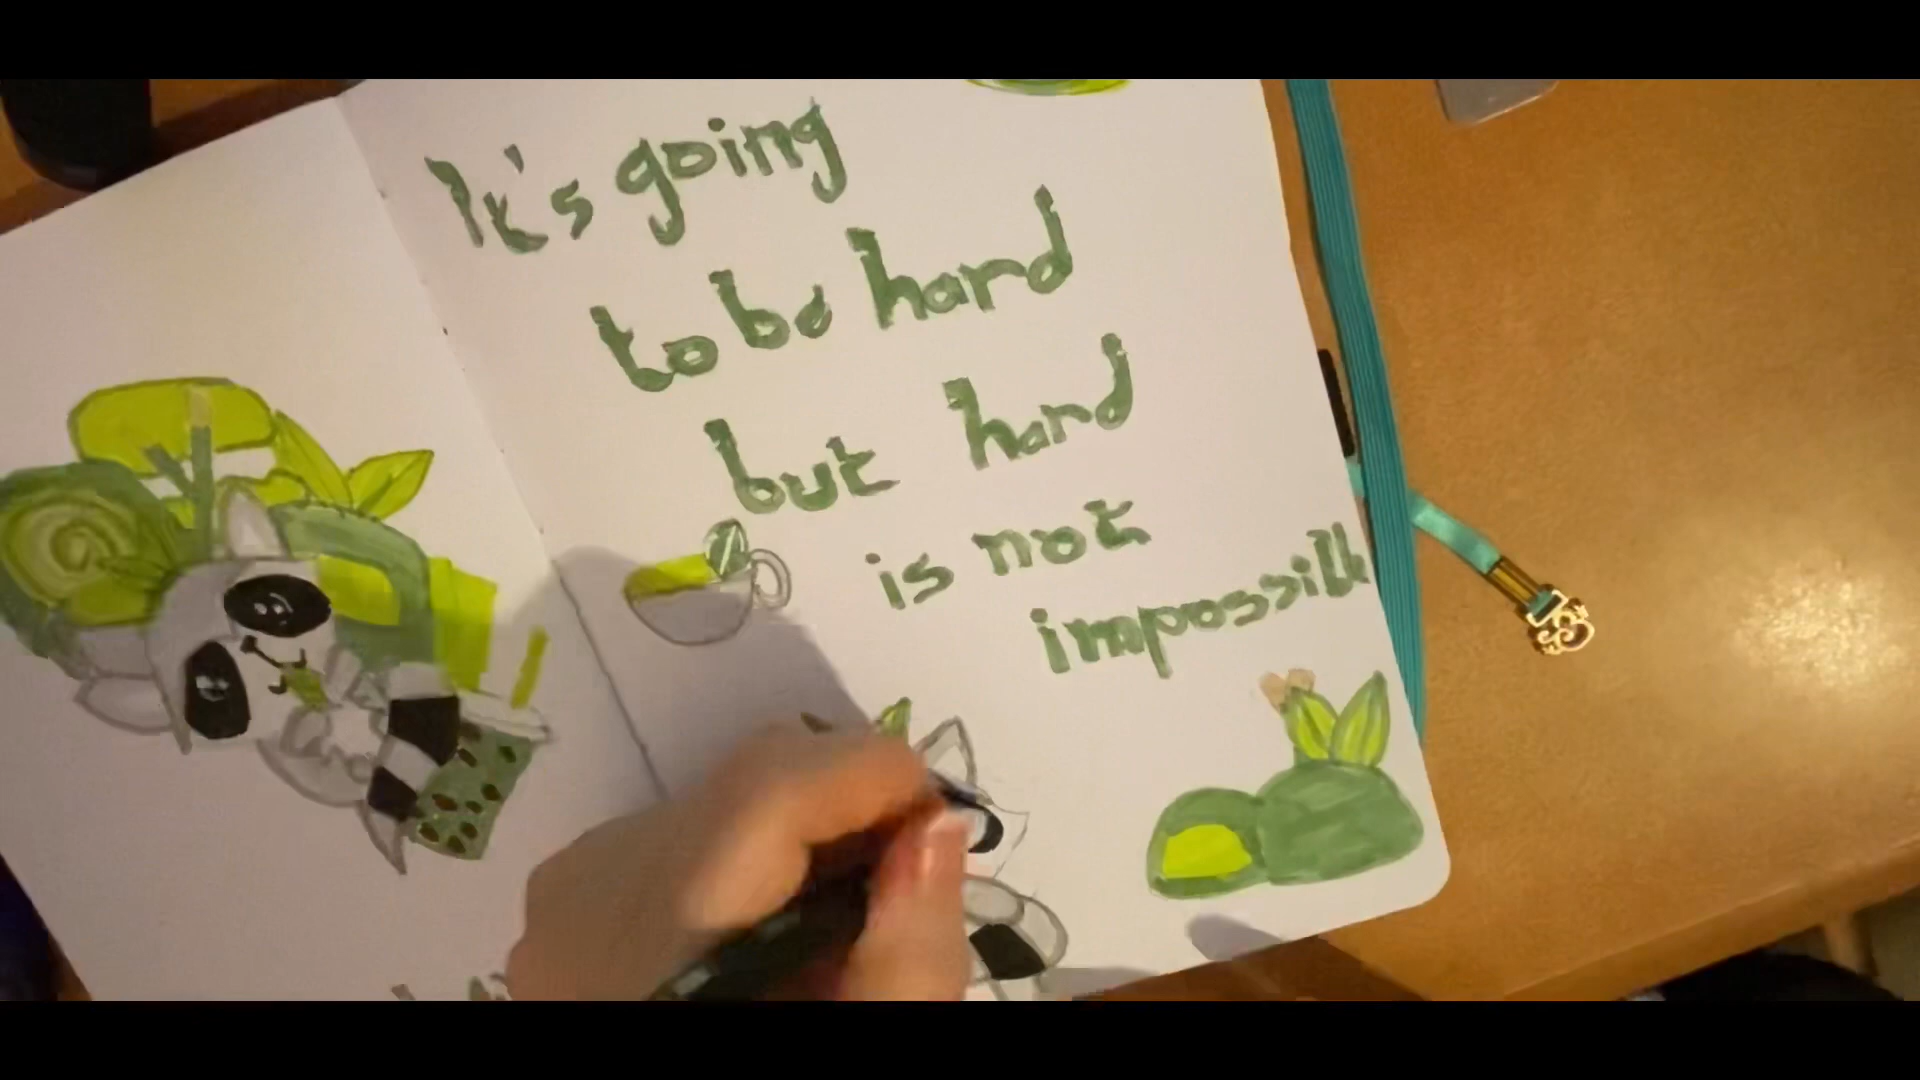 It's going
to be hard
but hard
is not
impossible